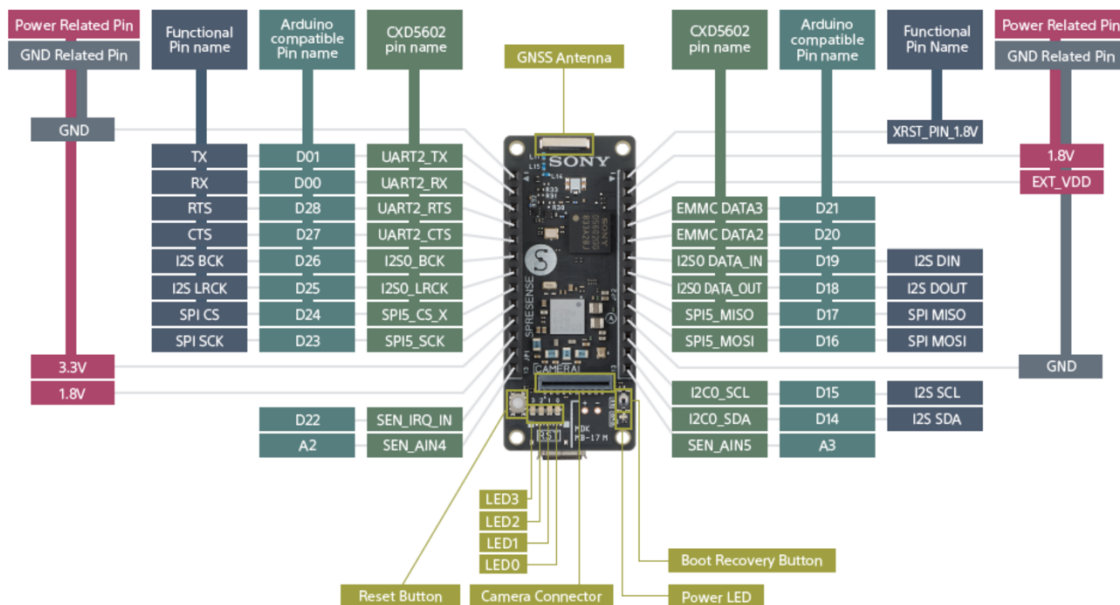 Power Related Pin
GND Related Pin
Functional
Pin name
Arduino
compatible
Pin name
CXD5602
pin name
GNSS Antenna
CXD5602
pin name
Arduino
compatible
Pin name
Functional
Pin Name
Power Related Pin
GND Related Pin
GND
XRST_PIN_1.8V
TX D01 UART2_TX
1.8V
RX D00 UART2_RX
EXT_VDD
RTS D28 UART2_RTS
EMMC DATA3 D21
CTS D27 UART2_CTS
EMMC DATA2 D20
I2S BCK D26 I2S0_BCK
I2S0 DATA_IN D19 I2S DIN
I2S LRCK D25 I2S0_LRCK
I2S0 DATA_OUT D18 I2S DOUT
SPI CS D24 SPI5_CS_X
SPI5_MISO D17 SPI MISO
SPI SCK D23 SPI5_SCK
SPI5_MOSI D16 SPI MOSI
3.3V
GND
1.8V
I2C0_SCL D15 I2S SCL
D22 SEN_IRQ_IN
I2C0_SDA D14 I2S SDA
A2 SEN_AIN4
SEN_AIN5 A3
SONY
SPRESENSE
CAMERA
RST
LED3
LED2
LED1
LED0
Boot Recovery Button
Reset Button
Camera Connector
Power LED